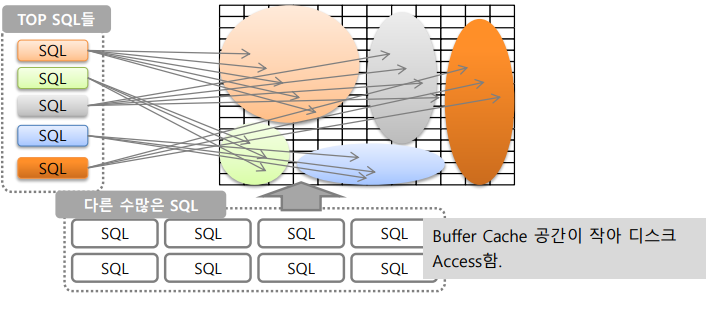 TOP SQL들
SQL
SQL
SQL
SQL
SQL
다른 수많은 SQL
SQL SQL SQL SQL
SQL SQL SQL SQL
Buffer Cache 공간이 작아 디스크
Access함.